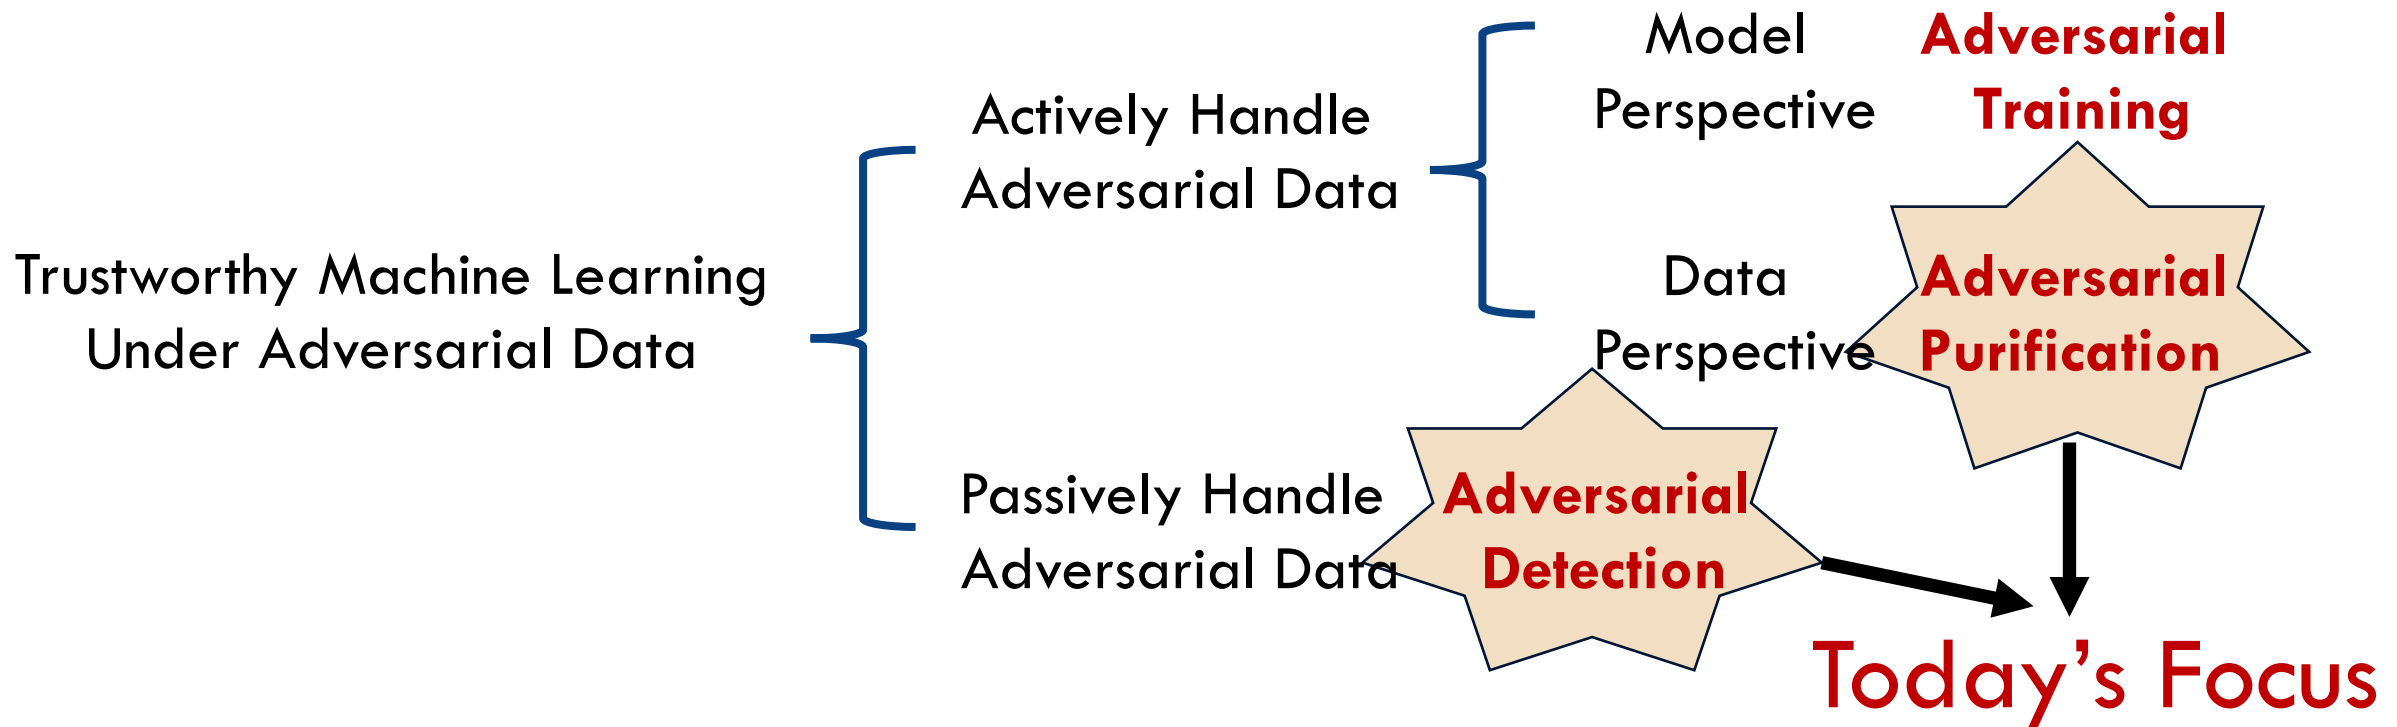 Trustworthy Machine Learning
Under Adversarial Data
Actively Handle
Adversarial Data
Model
Perspective
Adversarial
Training
Data
Perspective
Adversarial
Purification
Passively Handle
Adversarial Data
Adversarial
Detection
Today’s Focus